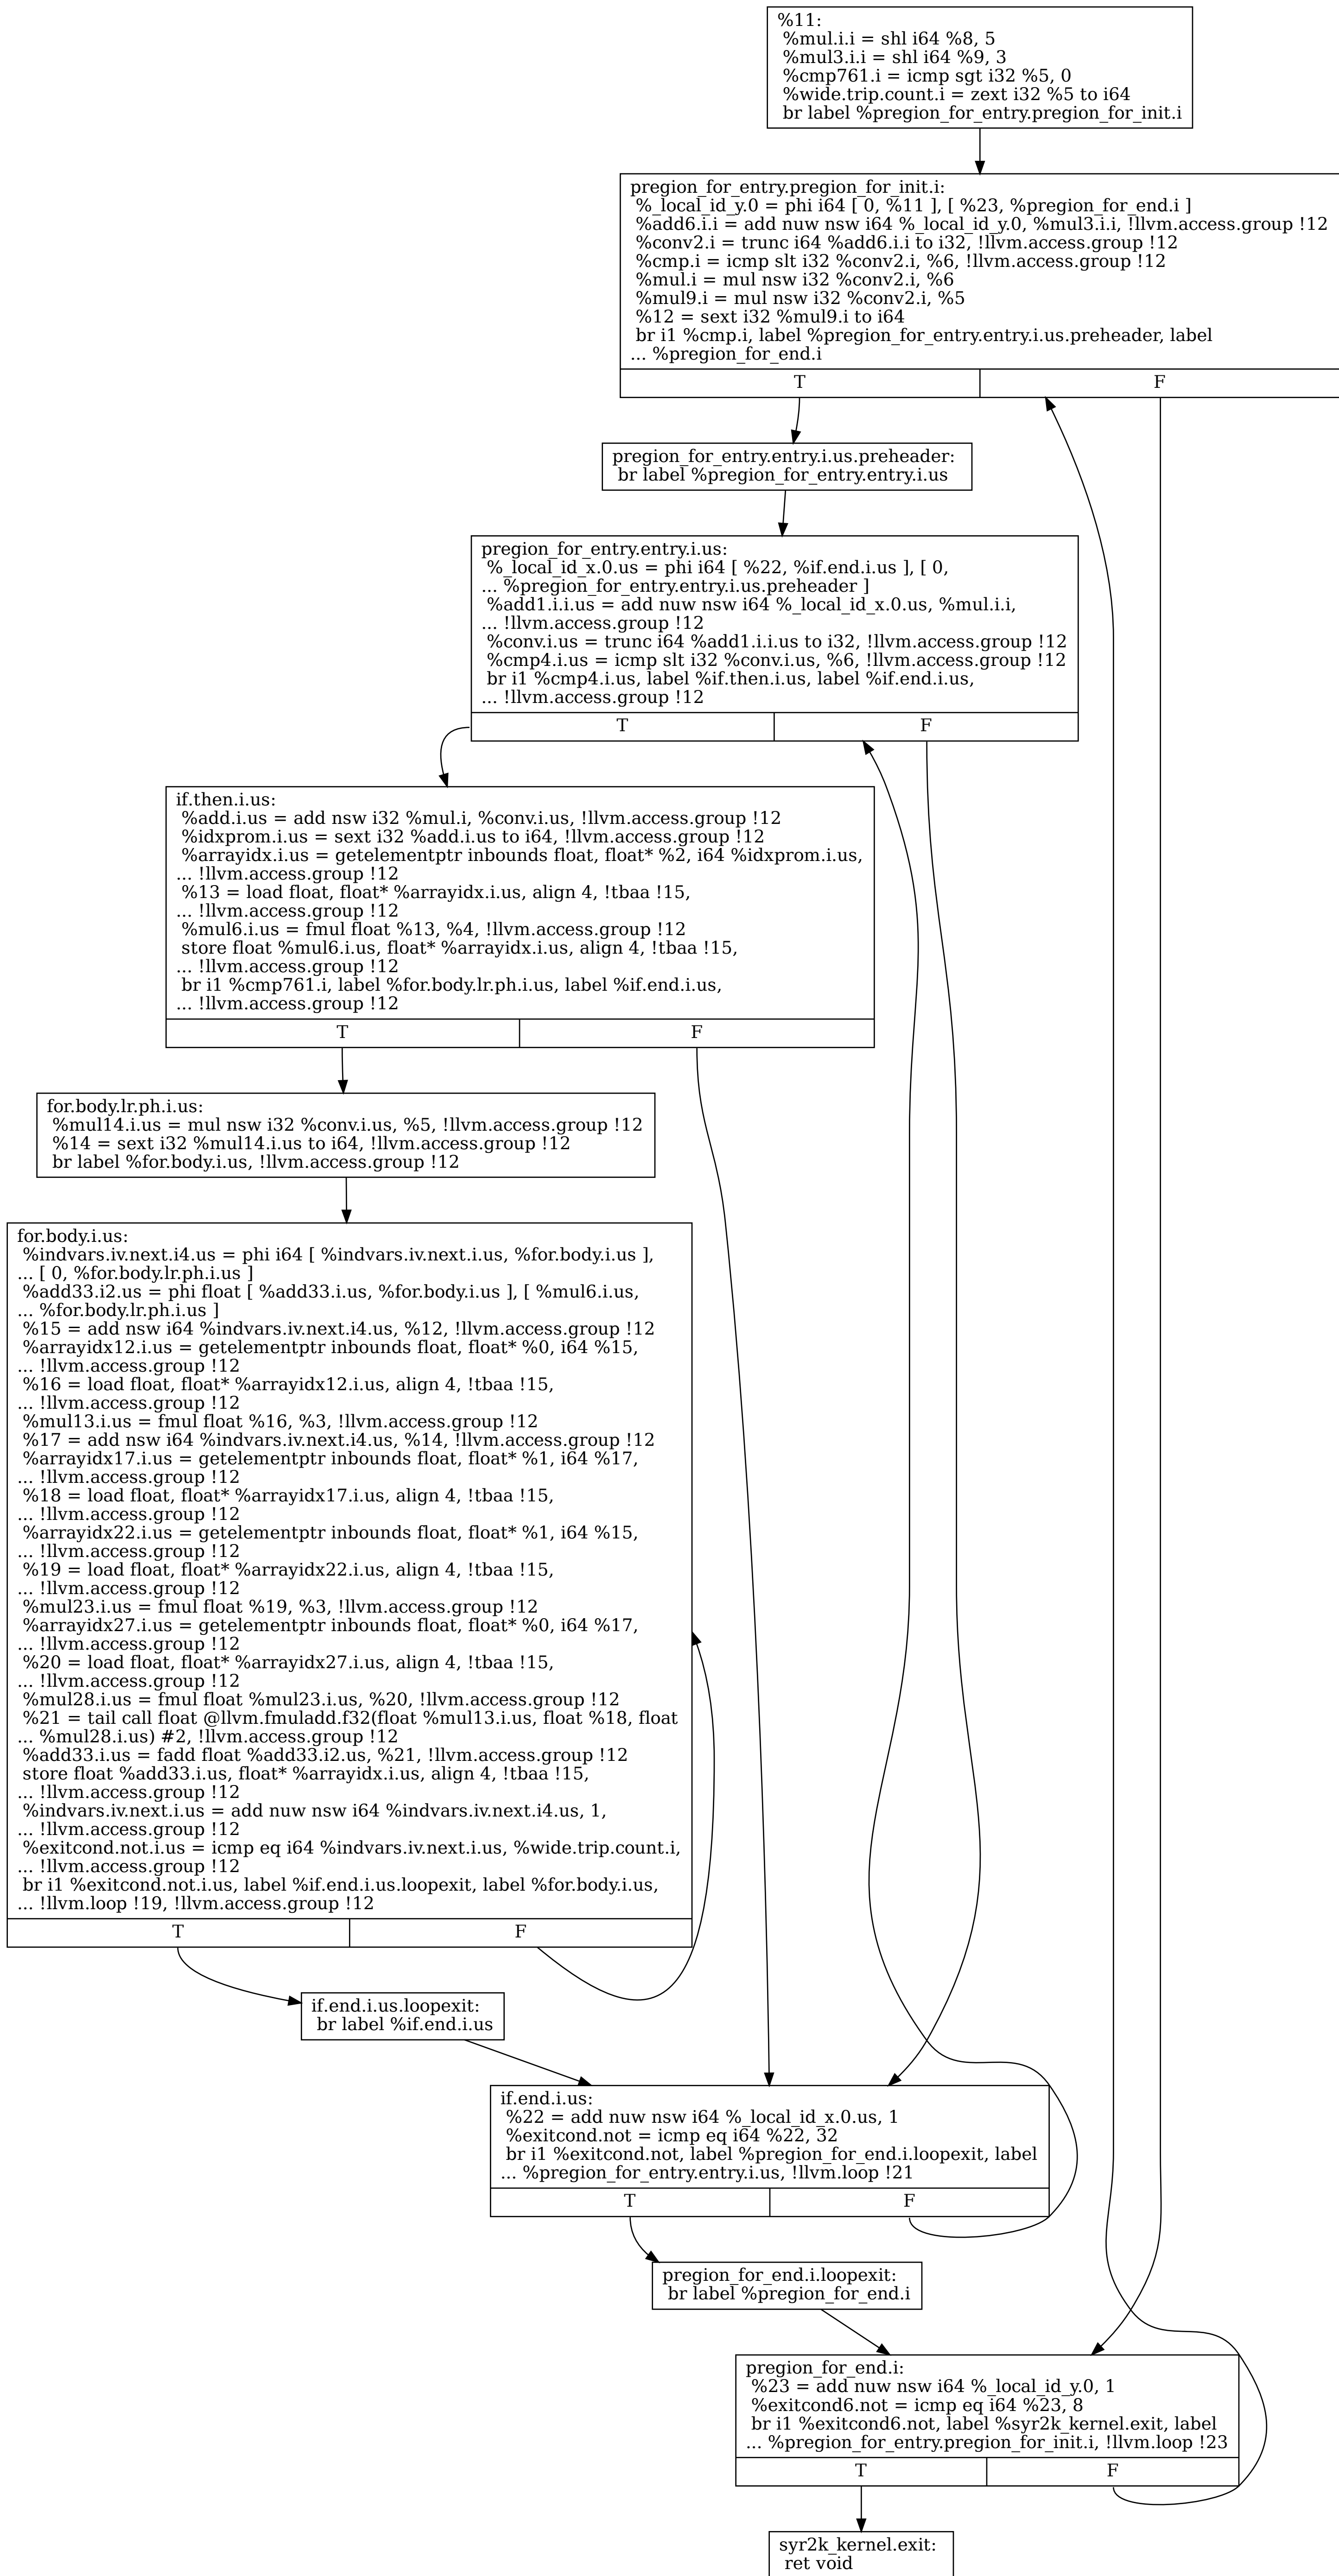 %11:
%mul.i.i = shl i64 %8, 5
%mul3.i.i = shl i64 %9, 3
%cmp761.i = icmp sgt i32 %5, 0
%wide.trip.count.i = zext i32 %5 to i64
br label %pregion_for_entry.pregion_for_init.i
pregion_for_entry.pregion_for_init.i:
%_local_id_y.0 = phi i64 [ 0, %11 ], [ %23, %pregion_for_end.i ]
%add6.i.i = add nuw nsw i64 %_local_id_y.0, %mul3.i.i, !llvm.access.group !12
%conv2.i = trunc i64 %add6.i.i to i32, !llvm.access.group !12
%cmp.i = icmp slt i32 %conv2.i, %6, !llvm.access.group !12
%mul.i = mul nsw i32 %conv2.i, %6
%mul9.i = mul nsw i32 %conv2.i, %5
%12 = sext i32 %mul9.i to i64
br i1 %cmp.i, label %pregion_for_entry.entry.i.us.preheader, label
... %pregion_for_end.i
T
F
pregion_for_entry.entry.i.us.preheader:
br label %pregion_for_entry.entry.i.us
pregion_for_entry.entry.i.us:
%_local_id_x.0.us = phi i64 [ %22, %if.end.i.us ], [ 0,
... %pregion_for_entry.entry.i.us.preheader ]
%add1.i.i.us = add nuw nsw i64 %_local_id_x.0.us, %mul.i.i,
... !llvm.access.group !12
%conv.i.us = trunc i64 %add1.i.i.us to i32, !llvm.access.group !12
%cmp4.i.us = icmp slt i32 %conv.i.us, %6, !llvm.access.group !12
br i1 %cmp4.i.us, label %if.then.i.us, label %if.end.i.us,
... !llvm.access.group !12
T
F
if.then.i.us:
%add.i.us = add nsw i32 %mul.i, %conv.i.us, !llvm.access.group !12
%idxprom.i.us = sext i32 %add.i.us to i64, !llvm.access.group !12
%arrayidx.i.us = getelementptr inbounds float, float* %2, i64 %idxprom.i.us,
... !llvm.access.group !12
%13 = load float, float* %arrayidx.i.us, align 4, !tbaa !15,
... !llvm.access.group !12
%mul6.i.us = fmul float %13, %4, !llvm.access.group !12
store float %mul6.i.us, float* %arrayidx.i.us, align 4, !tbaa !15,
... !llvm.access.group !12
br i1 %cmp761.i, label %for.body.lr.ph.i.us, label %if.end.i.us,
... !llvm.access.group !12
T
F
for.body.lr.ph.i.us:
%mul14.i.us = mul nsw i32 %conv.i.us, %5, !llvm.access.group !12
%14 = sext i32 %mul14.i.us to i64, !llvm.access.group !12
br label %for.body.i.us, !llvm.access.group !12
for.body.i.us:
%indvars.iv.next.i4.us = phi i64 [ %indvars.iv.next.i.us, %for.body.i.us ],
... [ 0, %for.body.lr.ph.i.us ]
%add33.i2.us = phi float [ %add33.i.us, %for.body.i.us ], [ %mul6.i.us,
... %for.body.lr.ph.i.us ]
%15 = add nsw i64 %indvars.iv.next.i4.us, %12, !llvm.access.group !12
%arrayidx12.i.us = getelementptr inbounds float, float* %0, i64 %15,
... !llvm.access.group !12
%16 = load float, float* %arrayidx12.i.us, align 4, !tbaa !15,
... !llvm.access.group !12
%mul13.i.us = fmul float %16, %3, !llvm.access.group !12
%17 = add nsw i64 %indvars.iv.next.i4.us, %14, !llvm.access.group !12
%arrayidx17.i.us = getelementptr inbounds float, float* %1, i64 %17,
... !llvm.access.group !12
%18 = load float, float* %arrayidx17.i.us, align 4, !tbaa !15,
... !llvm.access.group !12
%arrayidx22.i.us = getelementptr inbounds float, float* %1, i64 %15,
... !llvm.access.group !12
%19 = load float, float* %arrayidx22.i.us, align 4, !tbaa !15,
... !llvm.access.group !12
%mul23.i.us = fmul float %19, %3, !llvm.access.group !12
%arrayidx27.i.us = getelementptr inbounds float, float* %0, i64 %17,
... !llvm.access.group !12
%20 = load float, float* %arrayidx27.i.us, align 4, !tbaa !15,
... !llvm.access.group !12
%mul28.i.us = fmul float %mul23.i.us, %20, !llvm.access.group !12
%21 = tail call float @llvm.fmuladd.f32(float %mul13.i.us, float %18, float
... %mul28.i.us) #2, !llvm.access.group !12
%add33.i.us = fadd float %add33.i2.us, %21, !llvm.access.group !12
store float %add33.i.us, float* %arrayidx.i.us, align 4, !tbaa !15,
... !llvm.access.group !12
%indvars.iv.next.i.us = add nuw nsw i64 %indvars.iv.next.i4.us, 1,
... !llvm.access.group !12
%exitcond.not.i.us = icmp eq i64 %indvars.iv.next.i.us, %wide.trip.count.i,
... !llvm.access.group !12
br i1 %exitcond.not.i.us, label %if.end.i.us.loopexit, label %for.body.i.us,
... !llvm.loop !19, !llvm.access.group !12
T
F
if.end.i.us.loopexit:
br label %if.end.i.us
if.end.i.us:
%22 = add nuw nsw i64 %_local_id_x.0.us, 1
%exitcond.not = icmp eq i64 %22, 32
br i1 %exitcond.not, label %pregion_for_end.i.loopexit, label
... %pregion_for_entry.entry.i.us, !llvm.loop !21
T
F
pregion_for_end.i.loopexit:
br label %pregion_for_end.i
pregion_for_end.i:
%23 = add nuw nsw i64 %_local_id_y.0, 1
%exitcond6.not = icmp eq i64 %23, 8
br i1 %exitcond6.not, label %syr2k_kernel.exit, label
... %pregion_for_entry.pregion_for_init.i, !llvm.loop !23
T
F
syr2k_kernel.exit:
ret void